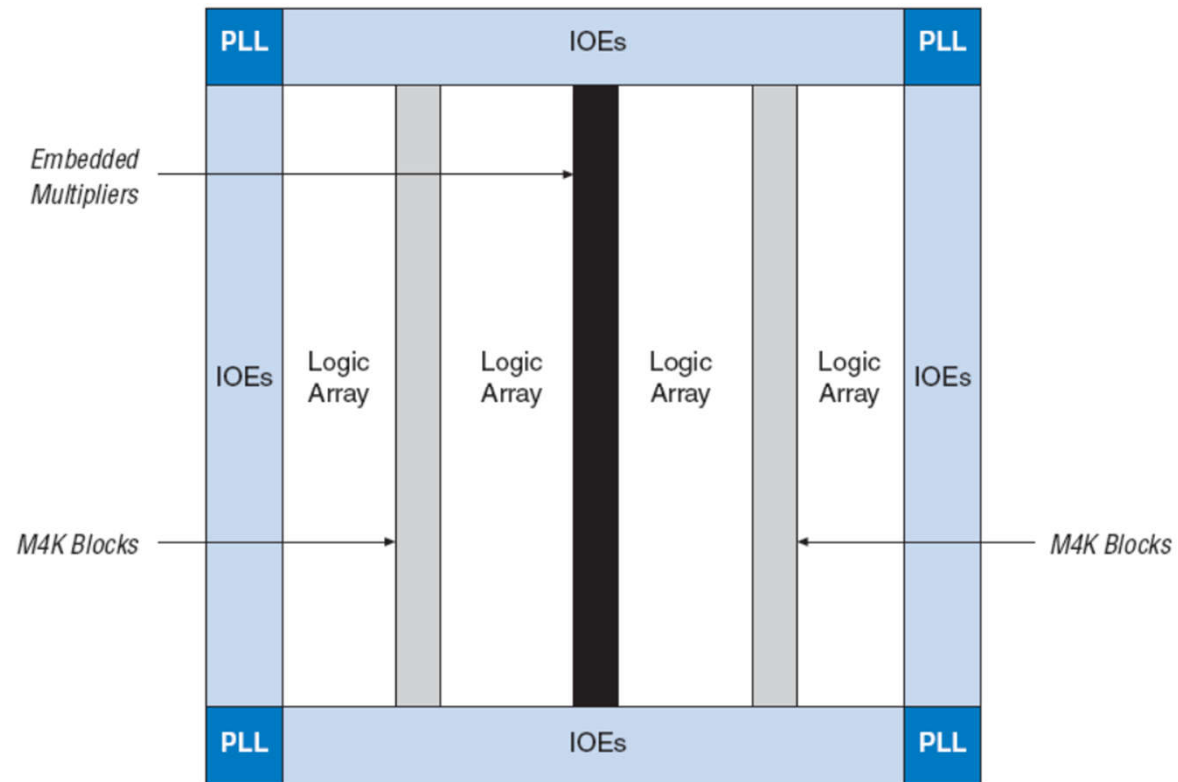 PLL
IOEs
PLL
Embedded
Multipliers
IOEs
Logic
Array
Logic
Array
Logic
Array
Logic
Array
IOEs
M4K Blocks
M4K Blocks
PLL
IOEs
PLL